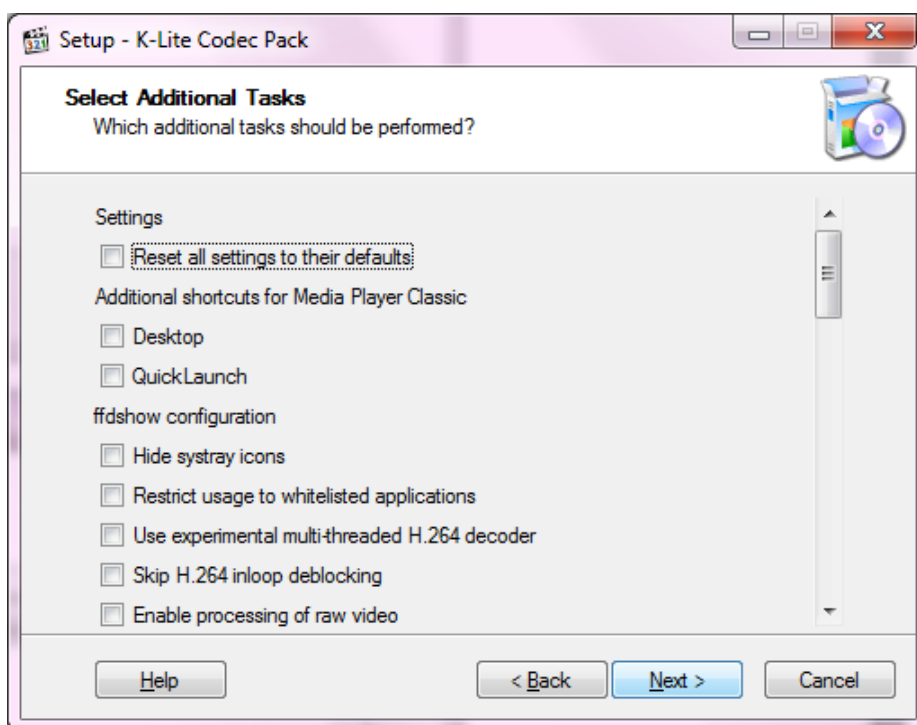 Setup - K-Lite Codec Pack
Select Additional Tasks
Which additional tasks should be performed?
Settings
Reset all settings to their defaults
Additional shortcuts for Media Player Classic
Desktop
QuickLaunch
ffdshow configuration
Hide systray icons
Restrict usage to whitelisted applications
Use experimental multi-threaded H.264 decoder
Skip H.264 inloop deblocking
Enable processing of raw video
Help < Back Next > Cancel